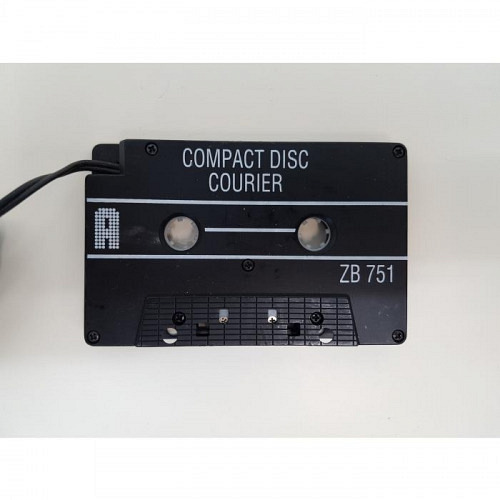 COMPACT DISC
COURIER
A
ZB 751